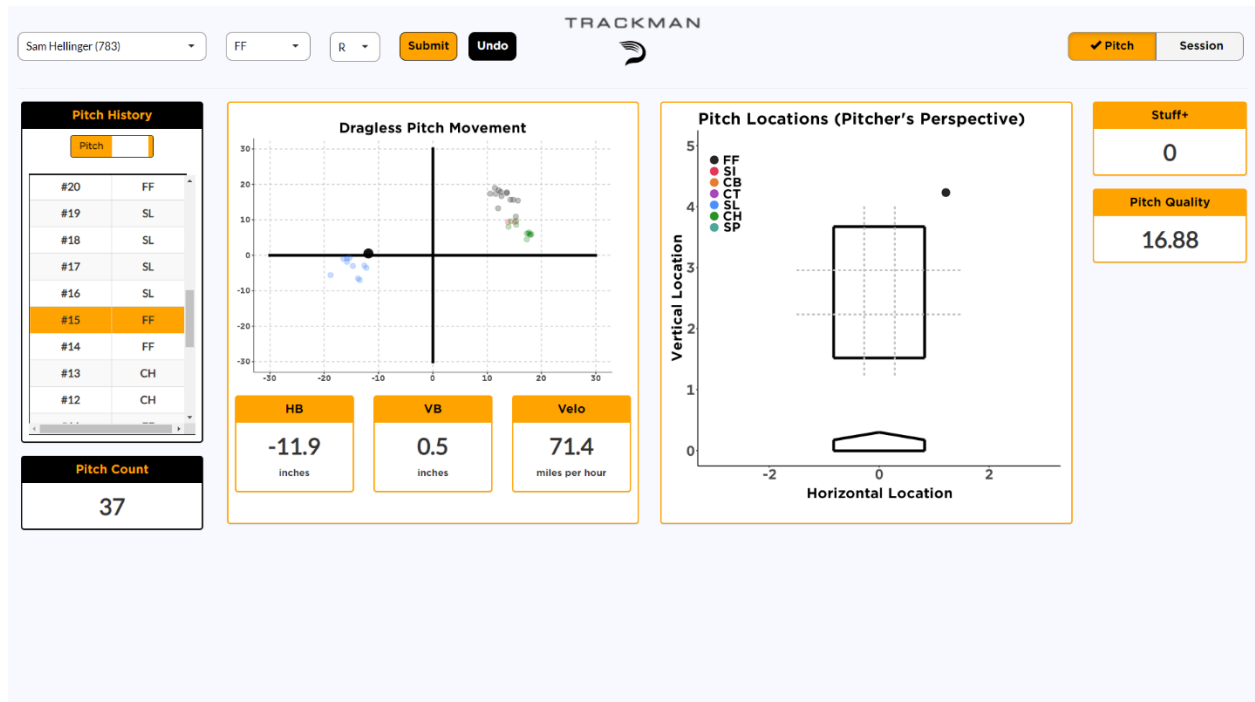 TRACKMAN
Sam Hellinger (783)
FF
R
Submit
Undo
✔ Pitch
Session
Pitch History
Pitch
#20 FF
#19 SL
#18 SL
#17 SL
#16 SL
#15 FF
#14 FF
#13 CH
#12 CH
Pitch Count
37
Dragless Pitch Movement
30
20
10
0
-10
-20
-30
-30 -20 -10 0 10 20 30
HB
-11.9
inches
VB
0.5
inches
Velo
71.4
miles per hour
Pitch Locations (Pitcher's Perspective)
FF
SI
CB
CT
SL
CH
SP
Vertical Location
5
4
3
2
1
0
-2 0 2
Horizontal Location
Stuff+
0
Pitch Quality
16.88